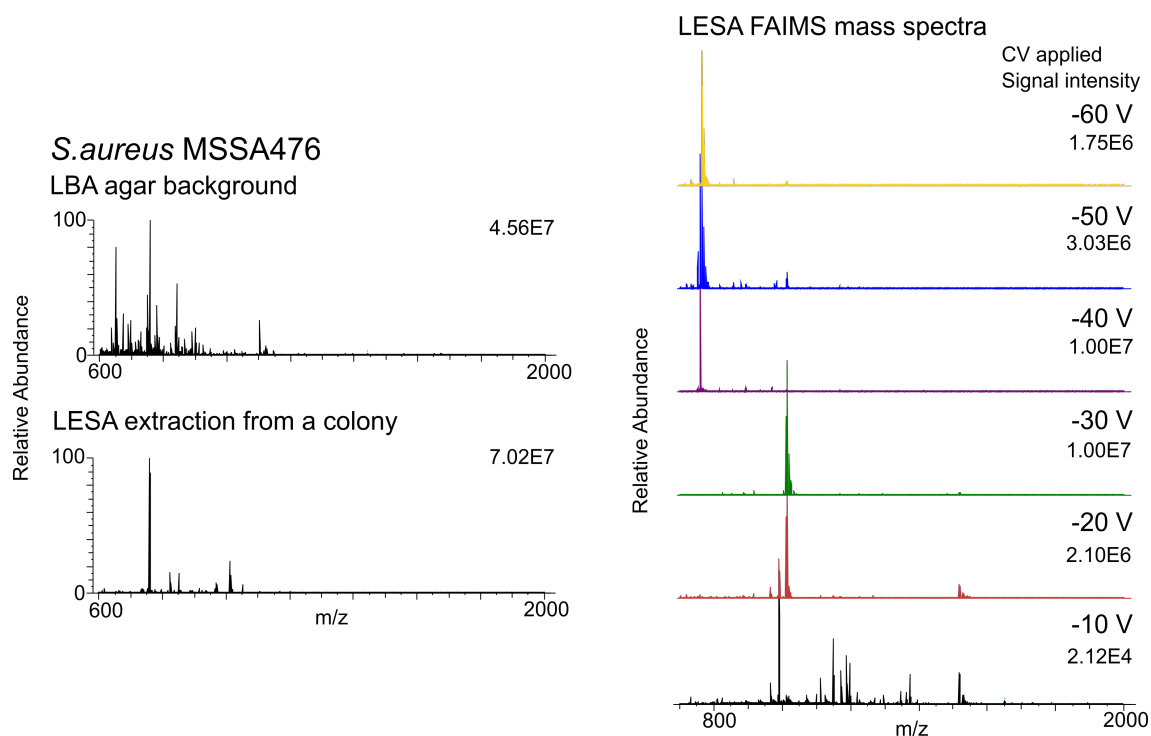 S.aureus MSSA476
LBA agar background
100
4.56E7
0
600
2000
Relative Abundance
LESA extraction from a colony
100
7.02E7
0
600
m/z
2000
LESA FAIMS mass spectra
CV applied
Signal intensity
-60 V
1.75E6
-50 V
3.03E6
-40 V
1.00E7
-30 V
1.00E7
Relative Abundance
-20 V
2.10E6
-10 V
2.12E4
800
m/z
2000